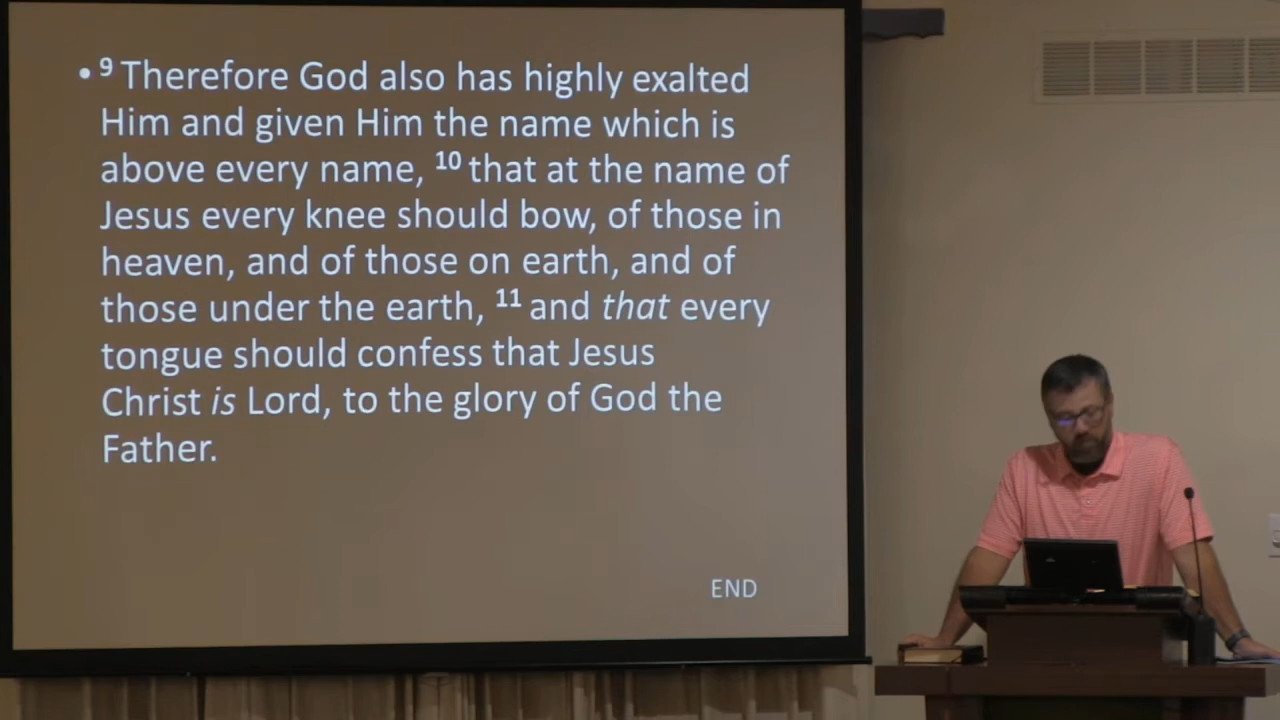 • 9 Therefore God also has highly exalted
Him and given Him the name which is
above every name, 10 that at the name of
Jesus every knee should bow, of those in
heaven, and of those on earth, and of
those under the earth, 11 and that every
tongue should confess that Jesus
Christ is Lord, to the glory of God the
Father.
END